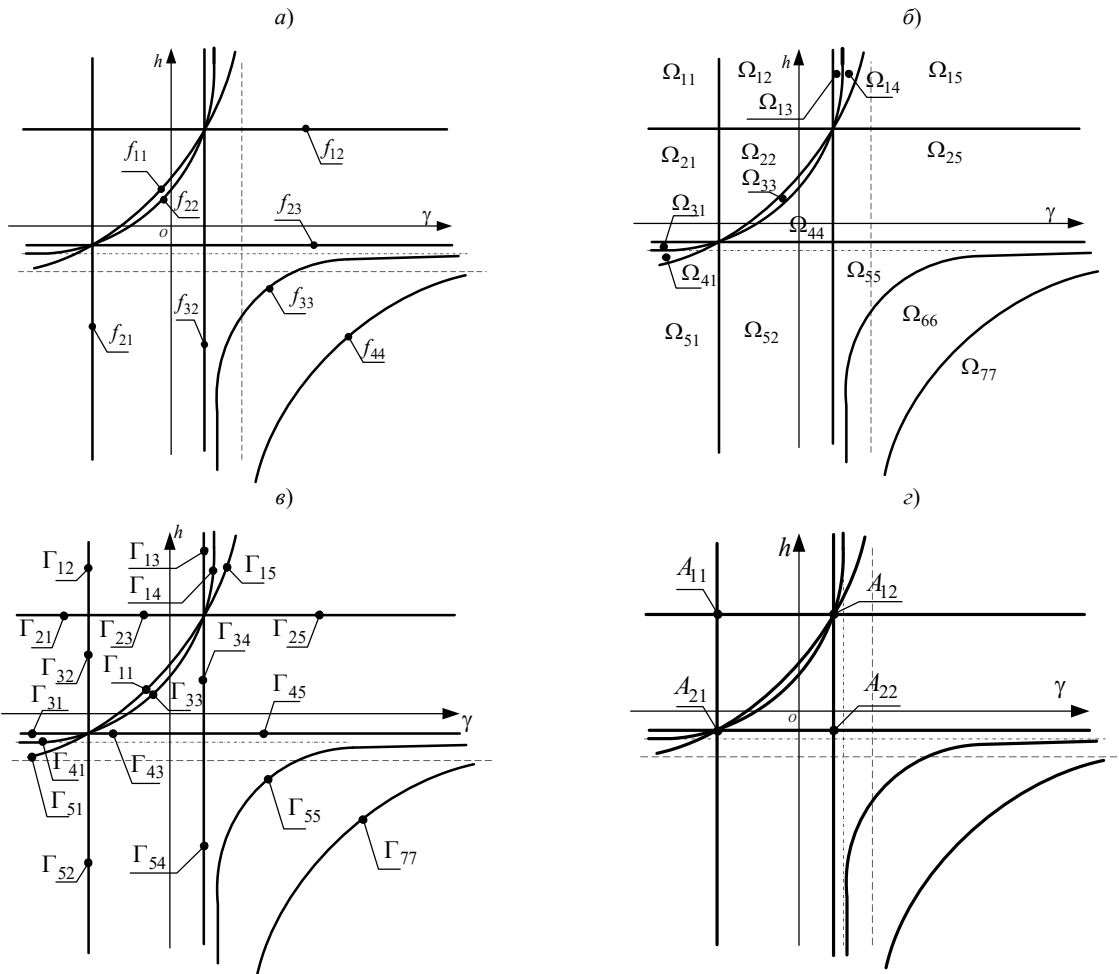 а)
h
f11
f12
f22
f23
γ
o
f32
f33
f21
f44
б)
h
Ω11
Ω12
Ω14
Ω15
Ω13
Ω21
Ω22
Ω25
Ω33
Ω31
γ
Ω44
Ω41
Ω55
Ω51
Ω52
Ω66
Ω77
в)
h
Γ12
Γ13
Γ14
Γ15
Γ21
Γ23
Γ34
Γ25
Γ32
Γ11
Γ33
Γ31
Γ45
γ
Γ41
Γ43
Γ51
Γ55
Γ52
Γ54
Γ77
г)
h
A11
A12
A21
A22
γ
o